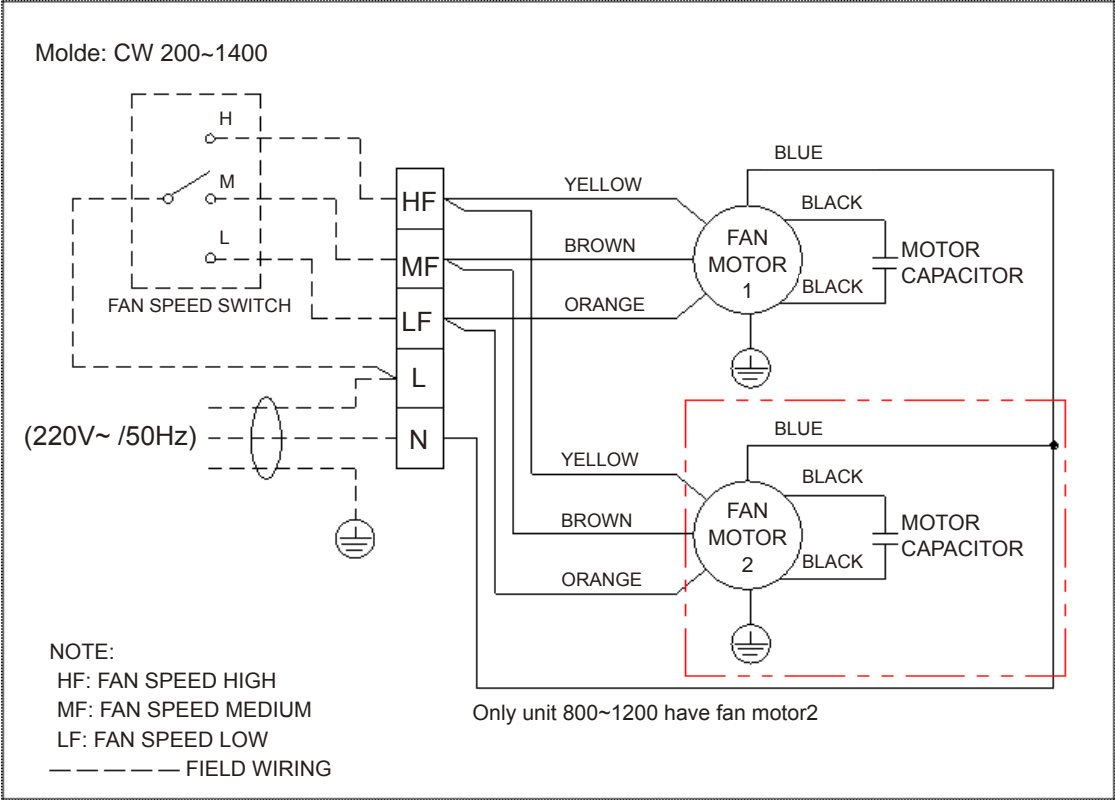 Molde: CW 200~1400
H
M
L
FAN SPEED SWITCH
HF
MF
LF
L
N
(220V~ /50Hz)
YELLOW
BROWN
ORANGE
BLUE
BLACK
BLACK
FAN
MOTOR
1
MOTOR
CAPACITOR
YELLOW
BROWN
ORANGE
BLUE
BLACK
BLACK
FAN
MOTOR
2
MOTOR
CAPACITOR
Only unit 800~1200 have fan motor2
NOTE:
HF: FAN SPEED HIGH
MF: FAN SPEED MEDIUM
LF: FAN SPEED LOW
FIELD WIRING